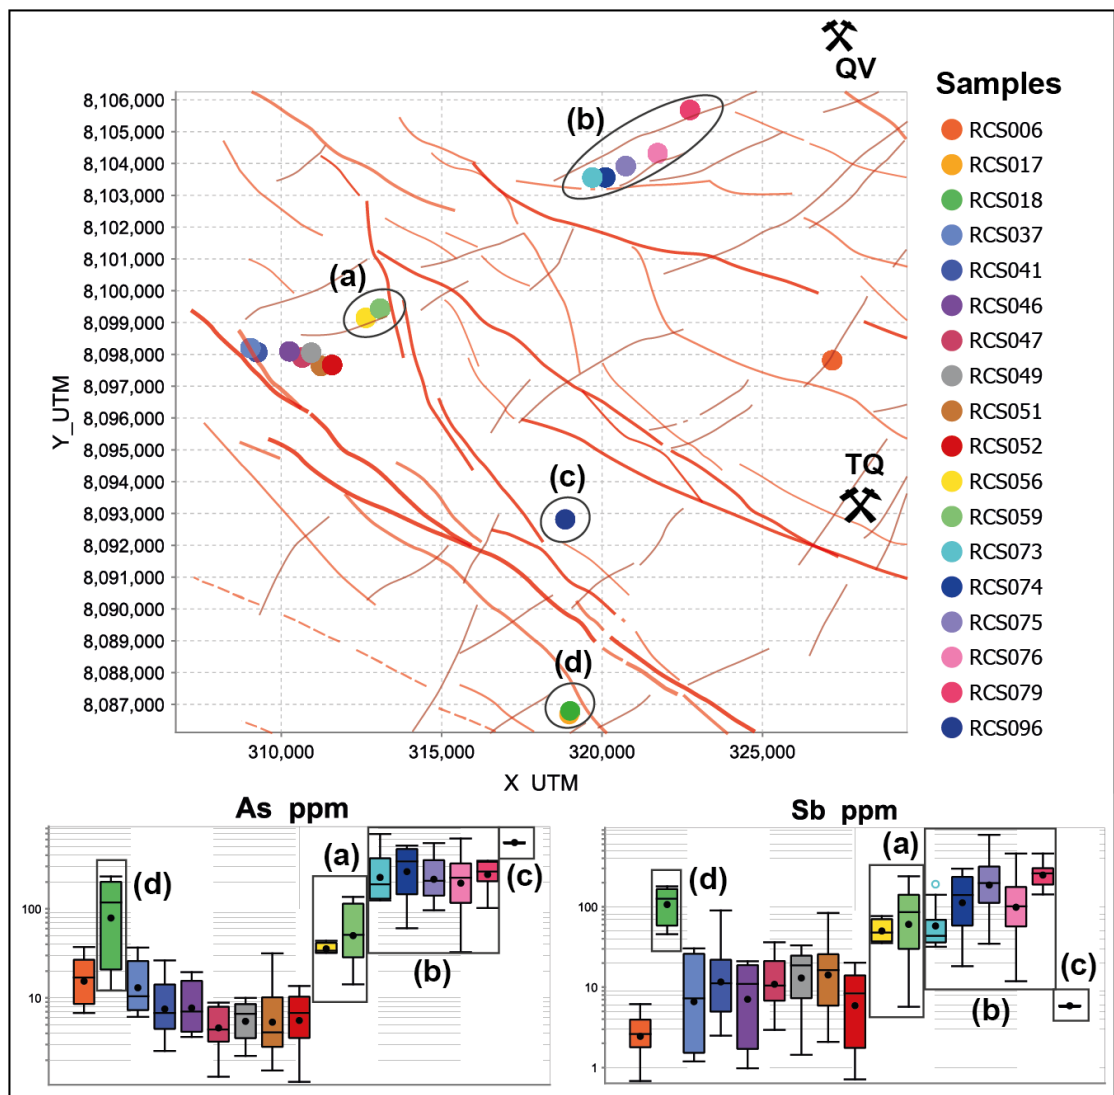 QV
Samples
8,106,000
8,105,000
8,104,000
8,103,000
8,102,000
8,101,000
8,100,000
8,099,000
8,098,000
8,097,000
8,096,000
8,095,000
8,094,000
8,093,000
8,092,000
8,091,000
8,090,000
8,089,000
8,088,000
8,087,000
Y_UTM
(b)
(a)
TQ
(c)
(d)
310,000 315,000 320,000 325,000
X UTM
RCS006
RCS017
RCS018
RCS037
RCS041
RCS046
RCS047
RCS049
RCS051
RCS052
RCS056
RCS059
RCS073
RCS074
RCS075
RCS076
RCS079
RCS096
As ppm
100
10
(d)
(a)
(b)
(c)
Sb ppm
100
10
1
(d)
(a)
(b)
(c)